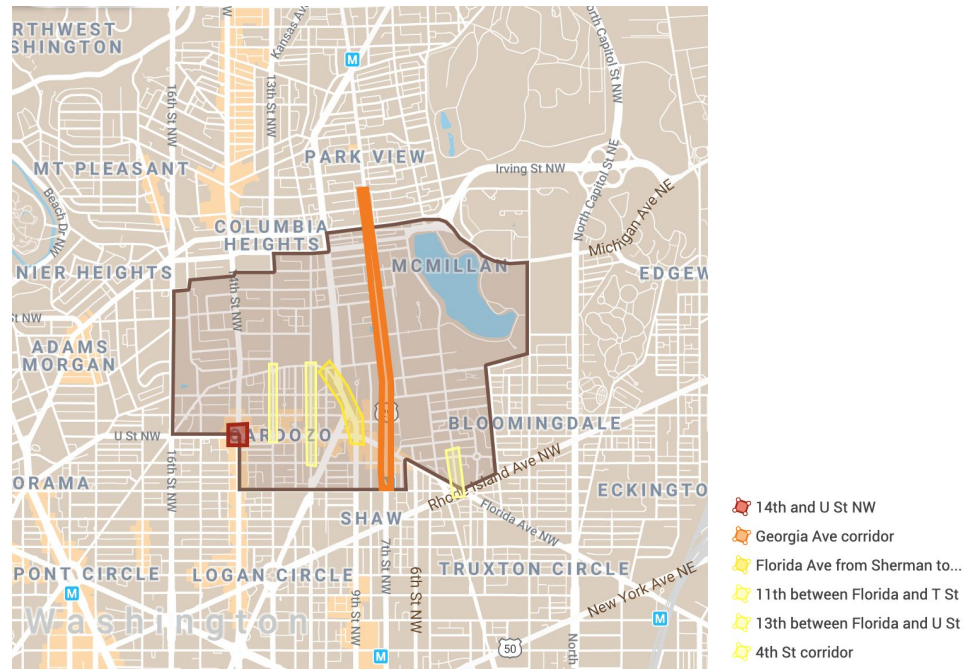 RTHWEST
SHINGTON
Kansas Av
North Capitol St NW
M
16th St NW
13th St NW
MT PLEASANT
PARK VIEW
Irving St NW
North Capitol St NE
Michigan Ave NE
Beach Dr NW
COLUMBIA
HEIGHTS
NIER HEIGHTS
MCMILLAN
EDGEW
14th St NW
t NW
ADAMS
MORGAN
U St NW
CARDOZO
BLOOMINGDALE
16th St NW
Rhode Island Ave NW
ORAMA
ECKINGTO
SHAW
Florida Ave NW
14th and U St NW
Georgia Ave corridor
Florida Ave from Sherman to...
11th between Florida and T St
13th between Florida and U St
4th St corridor
7th St NW
6th St NW
PONT CIRCLE
LOGAN CIRCLE
TRUXTON CIRCLE
New York Ave NE
M
9th St NW
Washington
M
M
50
North